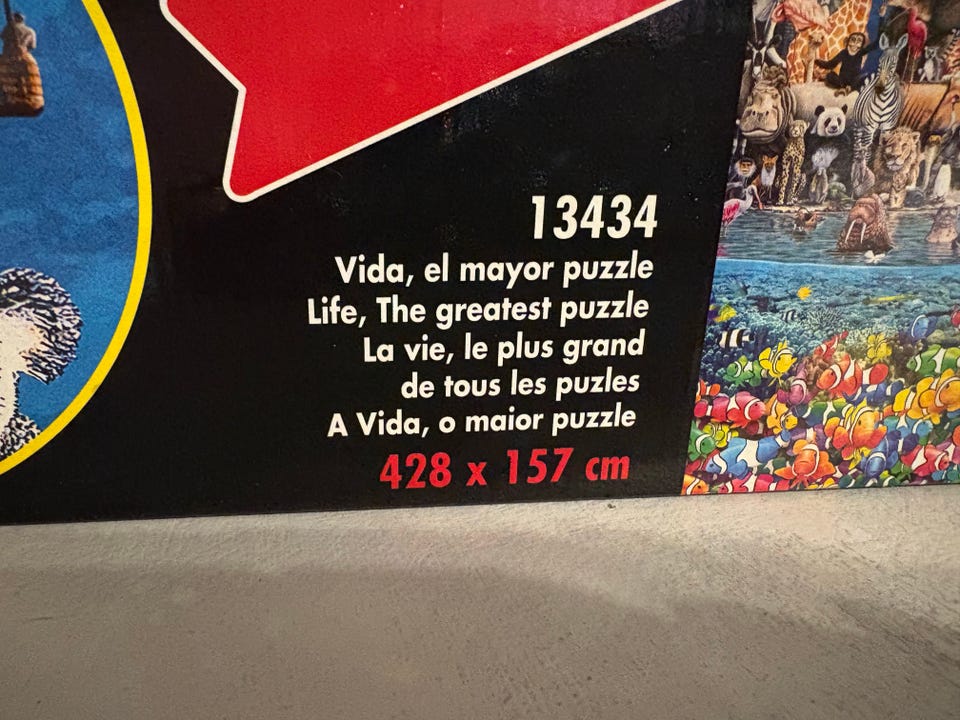 13434
Vida, el mayor puzzle
Life, The greatest puzzle
La vie, le plus grand
de tous les puzles
A Vida, o maior puzzle
428 x 157 cm